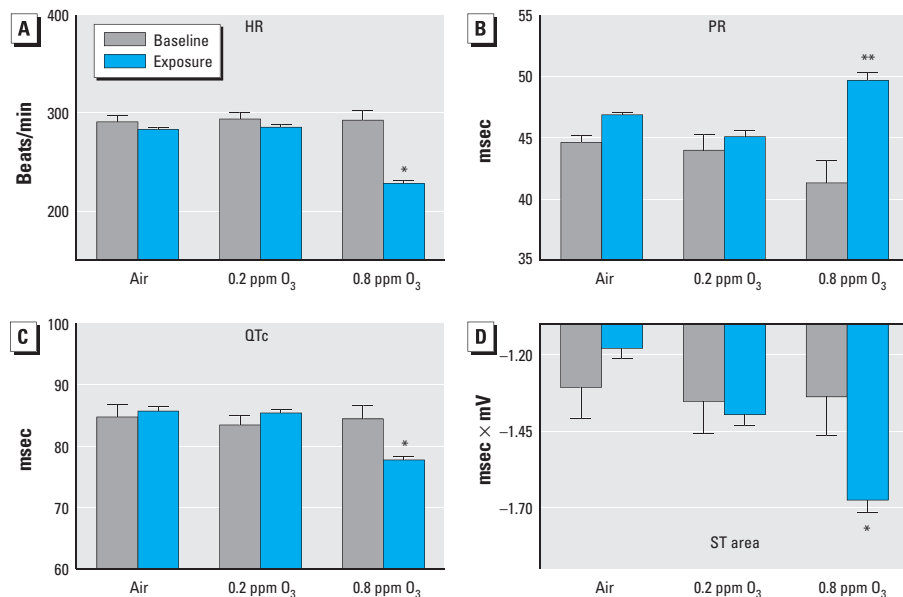 A
HR
Baseline
Exposure
400
300
200
Beats/min
*
Air
0.2 ppm O₃
0.8 ppm O₃
B
PR
55
50
45
40
35
msec
**
Air
0.2 ppm O₃
0.8 ppm O₃
C
QTc
100
90
80
70
60
msec
*
Air
0.2 ppm O₃
0.8 ppm O₃
D
–1.20
–1.45
–1.70
msec × mV
*
ST area
Air
0.2 ppm O₃
0.8 ppm O₃